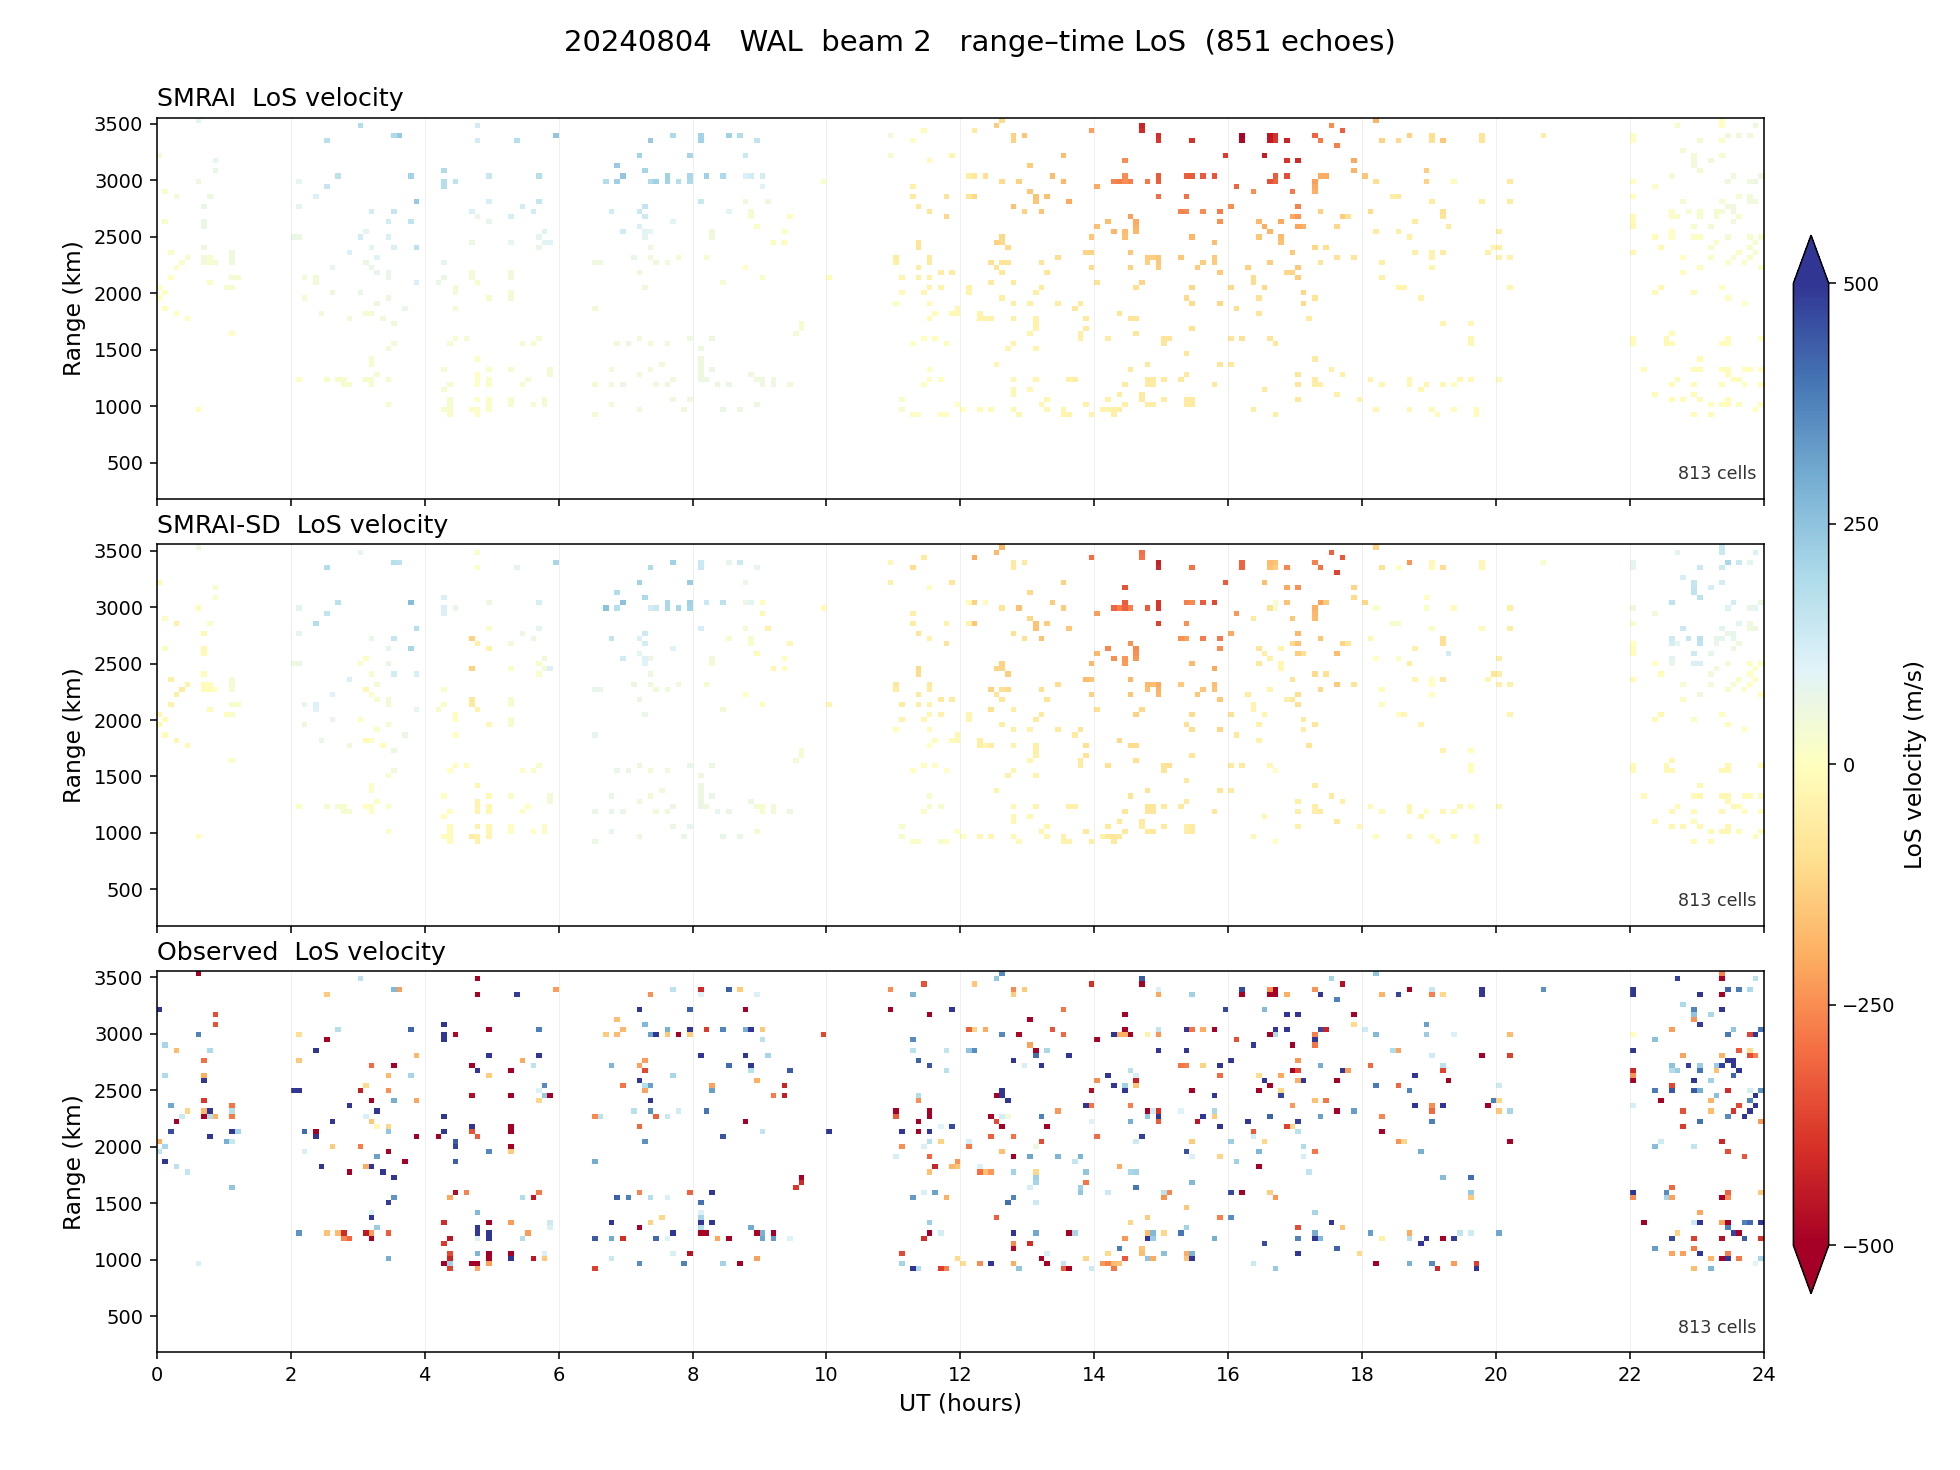 20240804   WAL  beam 2   range–time LoS  (851 echoes)
SMRAI  LoS velocity
3500
3000
2500
2000
1500
1000
500
Range (km)
813 cells
SMRAI-SD  LoS velocity
3500
3000
2500
2000
1500
1000
500
Range (km)
813 cells
Observed  LoS velocity
3500
3000
2500
2000
1500
1000
500
Range (km)
813 cells
0 2 4 6 8 10 12 14 16 18 20 22 24
UT (hours)
500
250
0
−250
−500
LoS velocity (m/s)